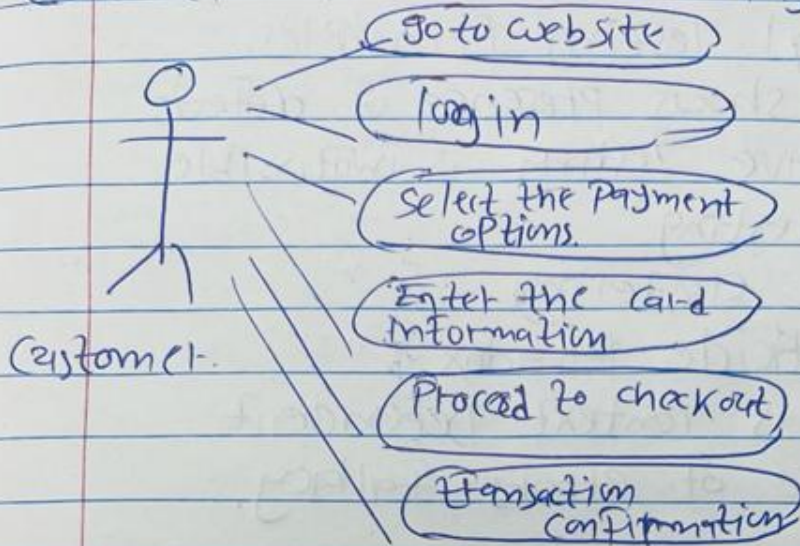 go to website
login
Select the Payment
options.
Enter the card
information
Customer.
Proceed to checkout
transaction
confirmation